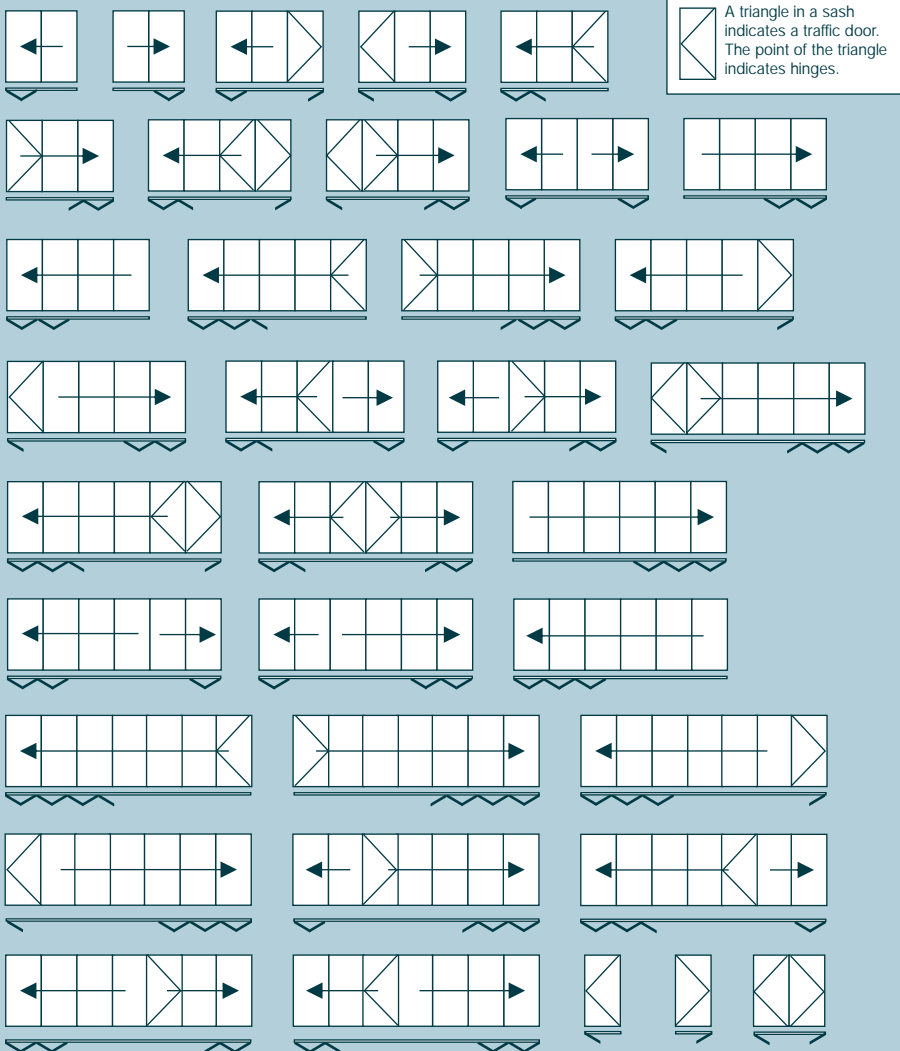 A triangle in a sash
indicates a traffic door.
The point of the triangle
indicates hinges.